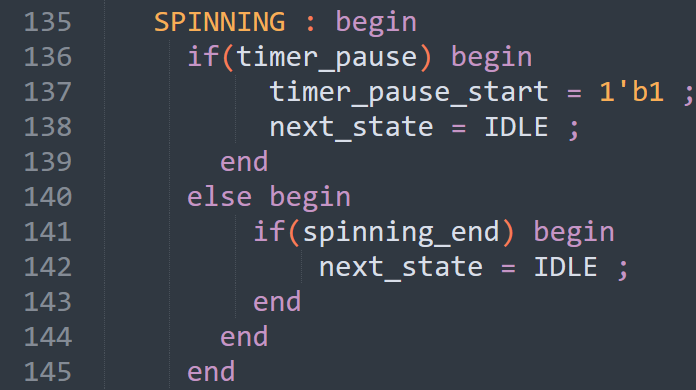 135 SPINNING : begin
136 if(timer_pause) begin
137 timer_pause_start = 1'b1 ;
138 next_state = IDLE ;
139 end
140 else begin
141 if(spinning_end) begin
142 next_state = IDLE ;
143 end
144 end
145 end